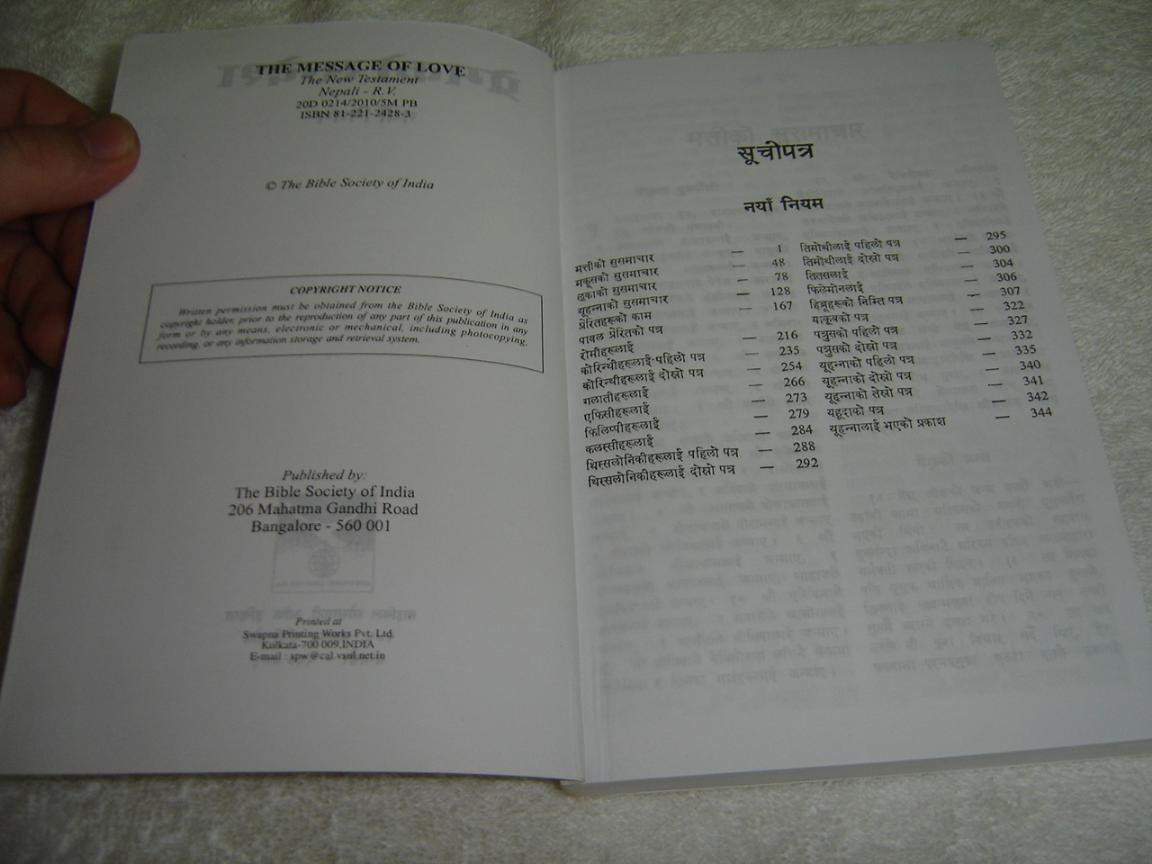 THE MESSAGE OF LOVE
The New Testament
Nepali - R.V.
20D 0214/2010/5M PB
ISBN 81-221-2428-3
© The Bible Society of India
COPYRIGHT NOTICE
Written permission must be obtained from the Bible Society of India as
copyright holder, prior to the reproduction of any part of this publication in any
form or by any means, electronic or mechanical, including photocopying,
recording, or any information storage and retrieval system.
Published by:
The Bible Society of India
206 Mahatma Gandhi Road
Bangalore - 560 001
Printed at
Swapna Printing Works Pvt. Ltd.
Kolkata-700 009,INDIA
E-mail : spw@cal.vsnl.net.in
सूचीपत्र
नयाँ नियम
मत्तीको सुसमाचार — 1
मर्कूसको सुसमाचार — 48
लूकाको सुसमाचार — 78
यूहन्नाको सुसमाचार — 128
प्रेरितहरूको काम — 167
पावल प्रेरितको पत्र
रोमीहरूलाई — 216
कोरिन्थीहरूलाई पहिलो पत्र — 235
कोरिन्थीहरूलाई दोस्रो पत्र — 254
गलातीहरूलाई — 266
एफिसीहरूलाई — 273
फिलिप्पीहरूलाई — 279
कलस्सीहरूलाई — 284
थिस्सलोनिकीहरूलाई पहिलो पत्र — 288
थिस्सलोनिकीहरूलाई दोस्रो पत्र — 292
तिमोथीलाई पहिलो पत्र — 295
तिमोथीलाई दोस्रो पत्र — 300
तितसलाई — 304
फिलेमोनलाई — 306
हिब्रूहरूको निम्ति पत्र — 307
याकूबको पत्र — 322
पत्रुसको पहिलो पत्र — 327
पत्रुसको दोस्रो पत्र — 332
यूहन्नाको पहिलो पत्र — 335
यूहन्नाको दोस्रो पत्र — 340
यूहन्नाको तेस्रो पत्र — 341
यहूदाको पत्र — 342
यूहन्नालाई भएको प्रकाश — 344